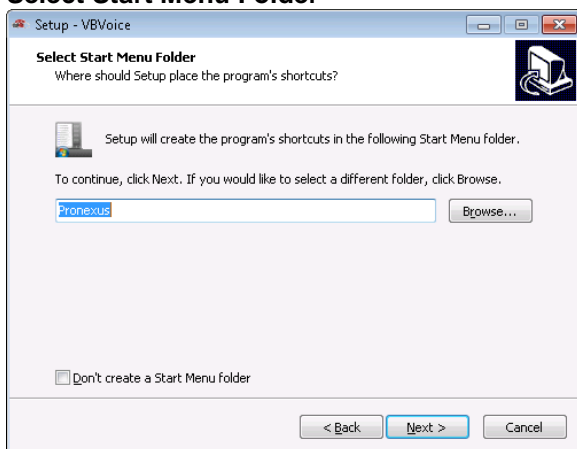 Select Start Menu Folder
Setup - VBVoice
Select Start Menu Folder
Where should Setup place the program's shortcuts?
Setup will create the program's shortcuts in the following Start Menu folder.
To continue, click Next. If you would like to select a different folder, click Browse.
Pronexus
Browse...
Don't create a Start Menu folder
< Back
Next >
Cancel